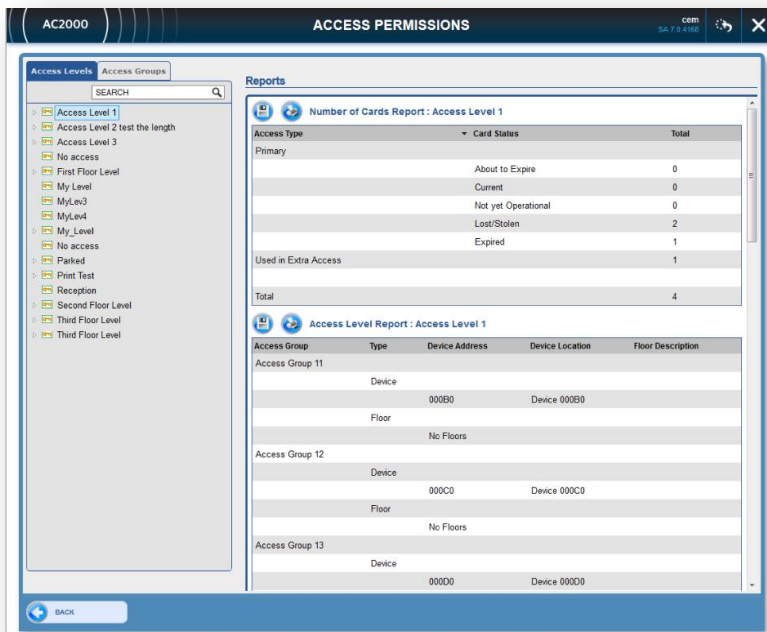 AC2000 ACCESS PERMISSIONS cem
SA 7.0 4166
Access Levels Access Groups
SEARCH
Access Level 1
Access Level 2 test the length
Access Level 3
No access
First Floor Level
My Level
MyLev3
MyLev4
My_Level
No access
Parked
Print Test
Reception
Second Floor Level
Third Floor Level
Third Floor Level
Reports
Number of Cards Report : Access Level 1
Access Type Card Status Total
Primary
About to Expire 0
Current 0
Not yet Operational 0
Lost/Stolen 2
Expired 1
Used in Extra Access 1
Total 4
Access Level Report : Access Level 1
Access Group Type Device Address Device Location Floor Description
Access Group 11
Device
000B0 Device 000B0
Floor
No Floors
Access Group 12
Device
000C0 Device 000C0
Floor
No Floors
Access Group 13
Device
000D0 Device 000D0
BACK